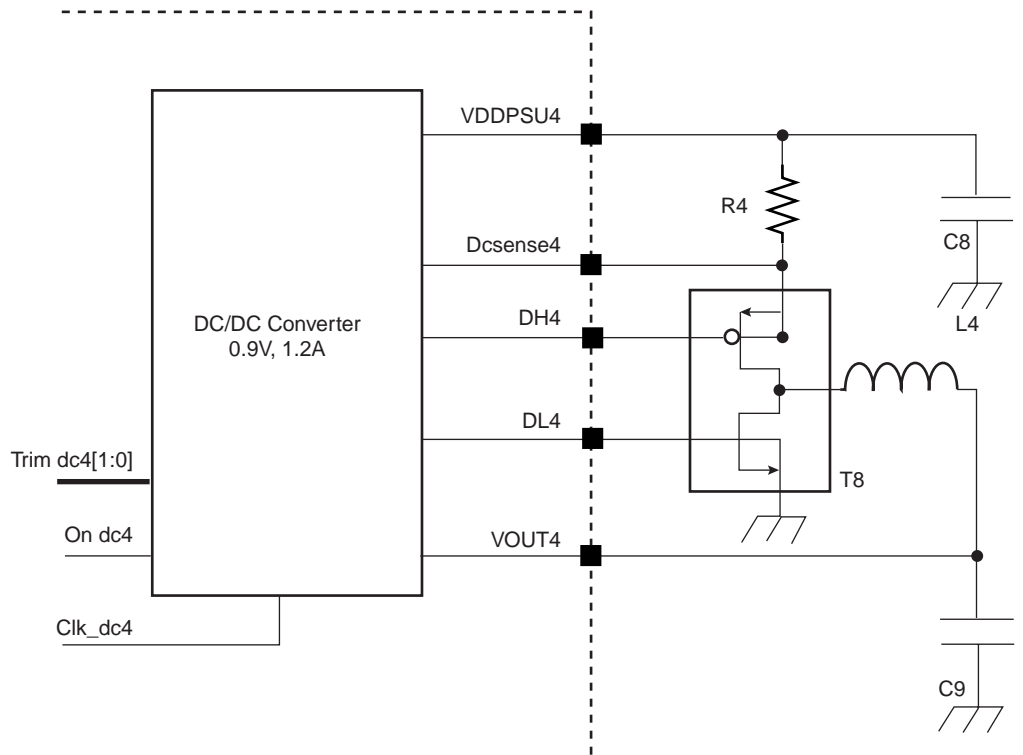 VDDPSU4
R4
C8
Dcsense4
L4
DC/DC Converter
0.9V, 1.2A
DH4
DL4
Trim dc4[1:0]
T8
On dc4
VOUT4
Clk_dc4
C9